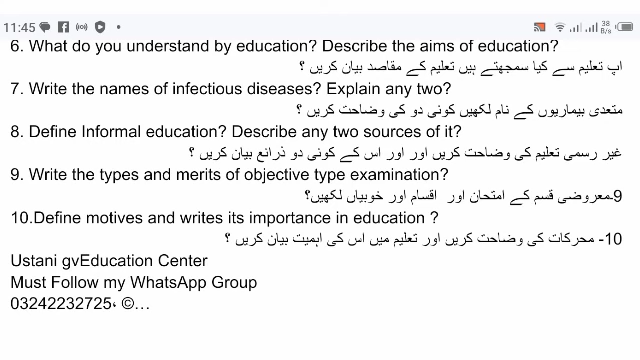 11:45
38 B/s
6. What do you understand by education? Describe the aims of education?
اپ تعلیم سے کیا سمجھتے ہیں تعلیم کے مقاصد بیان کریں ؟
7. Write the names of infectious diseases? Explain any two?
متعدی بیماریوں کے نام لکھیں کوئی دو کی وضاحت کریں ؟
8. Define Informal education? Describe any two sources of it?
غیر رسمی تعلیم کی وضاحت کریں اور اور اس کے کوئی دو ذرائع بیان کریں ؟
9. Write the types and merits of objective type examination?
9۔معروضی قسم کے امتحان اور اقسام اور خوبیاں لکھیں؟
10.Define motives and writes its importance in education ?
10- محرکات کی وضاحت کریں اور تعلیم میں اس کی اہمیت بیان کریں ؟
Ustani gvEducation Center
Must Follow my WhatsApp Group
03242232725، ©...